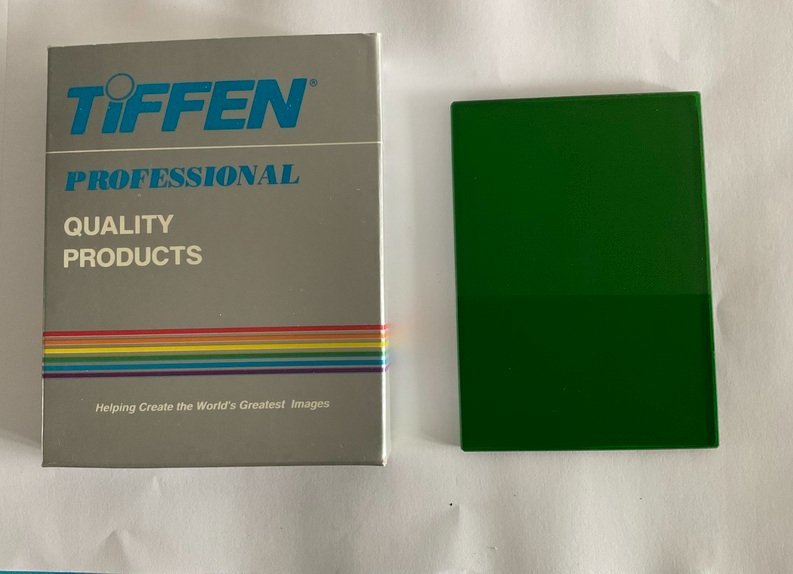 TiFFEN®
PROFESSIONAL
QUALITY
PRODUCTS
Helping Create the World's Greatest Images